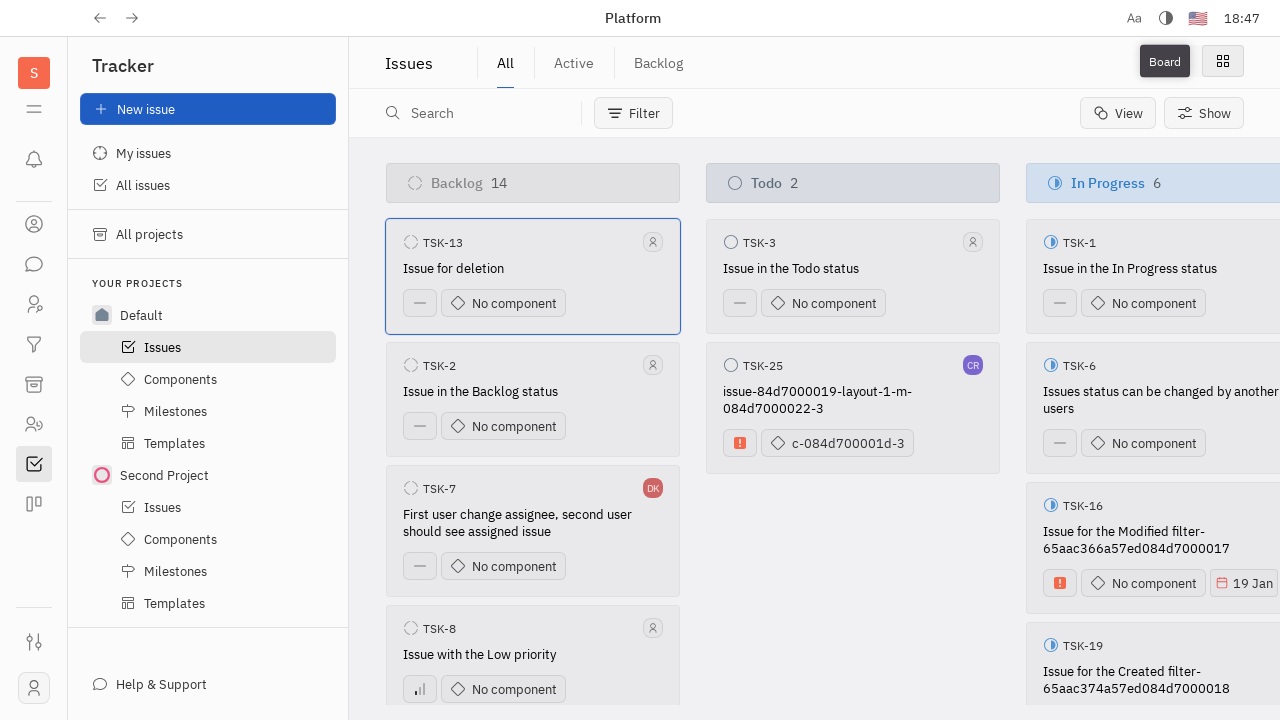 Platform
Aa
18:47
S
Tracker
New issue
My issues
All issues
All projects
YOUR PROJECTS
Default
Issues
Components
Milestones
Templates
Second Project
Issues
Components
Milestones
Templates
Help & Support
Issues
All
Active
Backlog
Board
Search
Filter
View
Show
Backlog 14
TSK-13
Issue for deletion
No component
TSK-2
Issue in the Backlog status
No component
TSK-7
DK
First user change assignee, second user
should see assigned issue
No component
TSK-8
Issue with the Low priority
No component
Todo 2
TSK-3
Issue in the Todo status
No component
TSK-25
CR
issue-84d7000019-layout-1-m-
084d7000022-3
c-084d700001d-3
In Progress 6
TSK-1
Issue in the In Progress status
No component
TSK-6
Issues status can be changed by another
users
No component
TSK-16
Issue for the Modified filter-
65aac366a57ed084d7000017
No component
19 Jan
TSK-19
Issue for the Created filter-
65aac374a57ed084d7000018